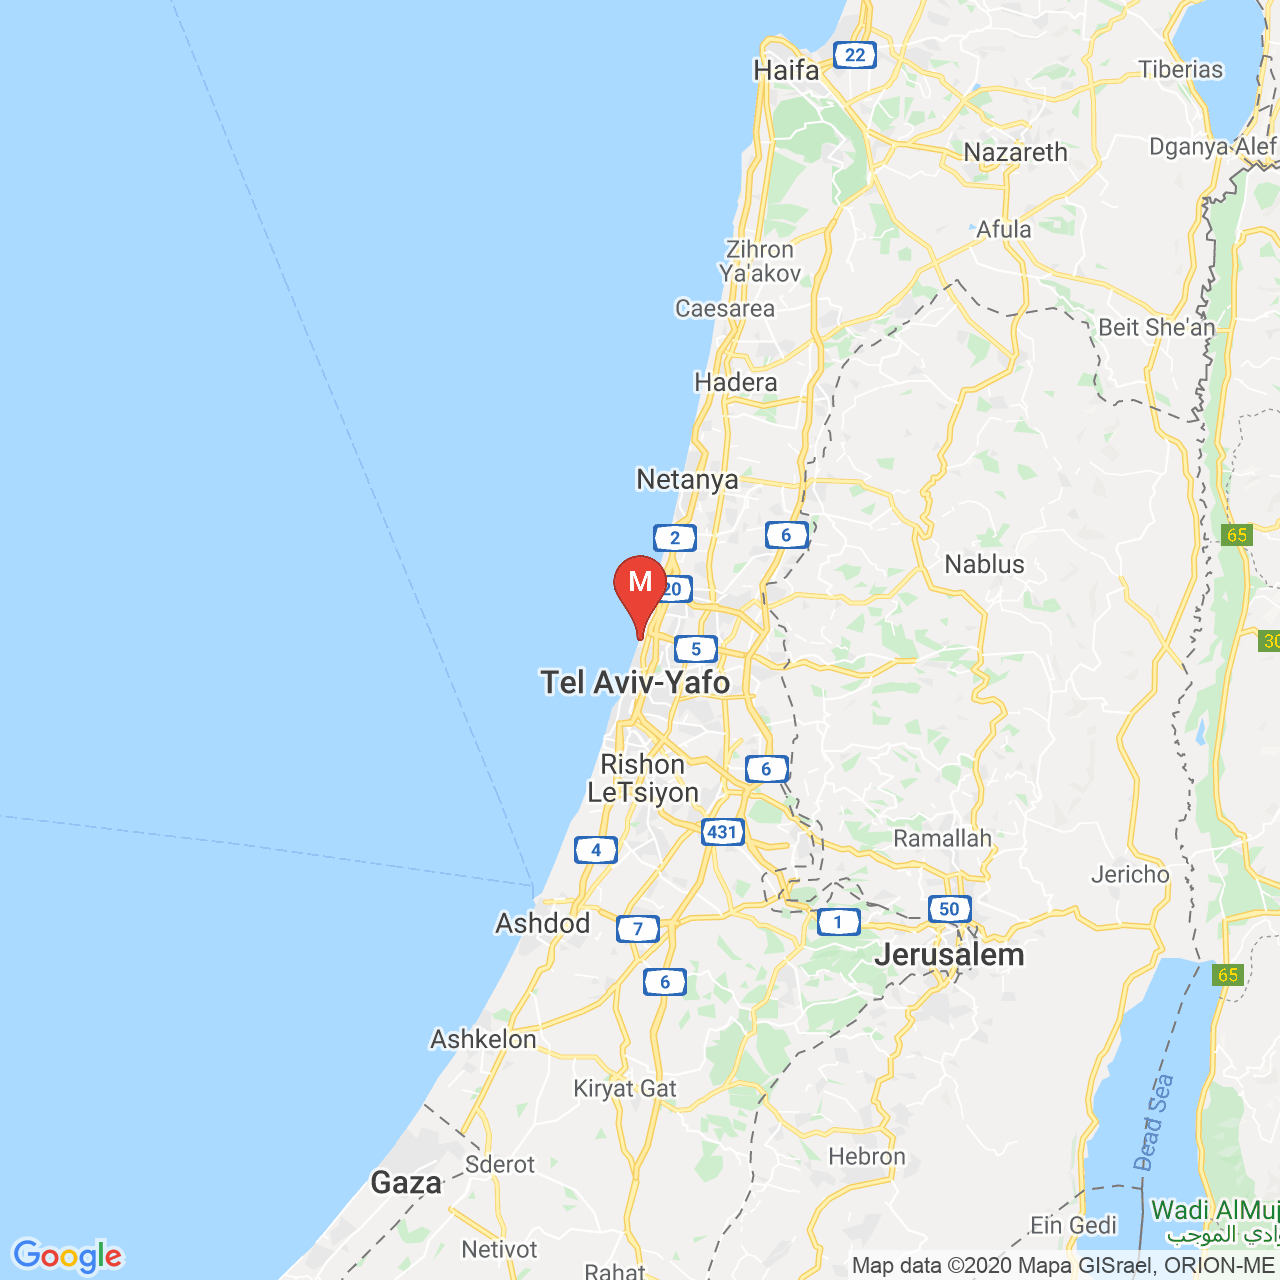 22
Haifa
Tiberias
Dganya Alef
Nazareth
Afula
Zihron
Ya'akov
Caesarea
Beit She'an
Hadera
Netanya
2
6
65
Nablus
M
20
30
5
Tel Aviv-Yafo
Rishon
LeTsiyon
6
431
Ramallah
4
Jericho
50
Ashdod
7
1
Jerusalem
65
6
Ashkelon
Kiryat Gat
Dead Sea
Hebron
Sderot
Gaza
Wadi AlMuj
وادي الموجب
Ein Gedi
Netivot
Google
Rahat
Map data ©2020 Mapa GISrael, ORION-ME